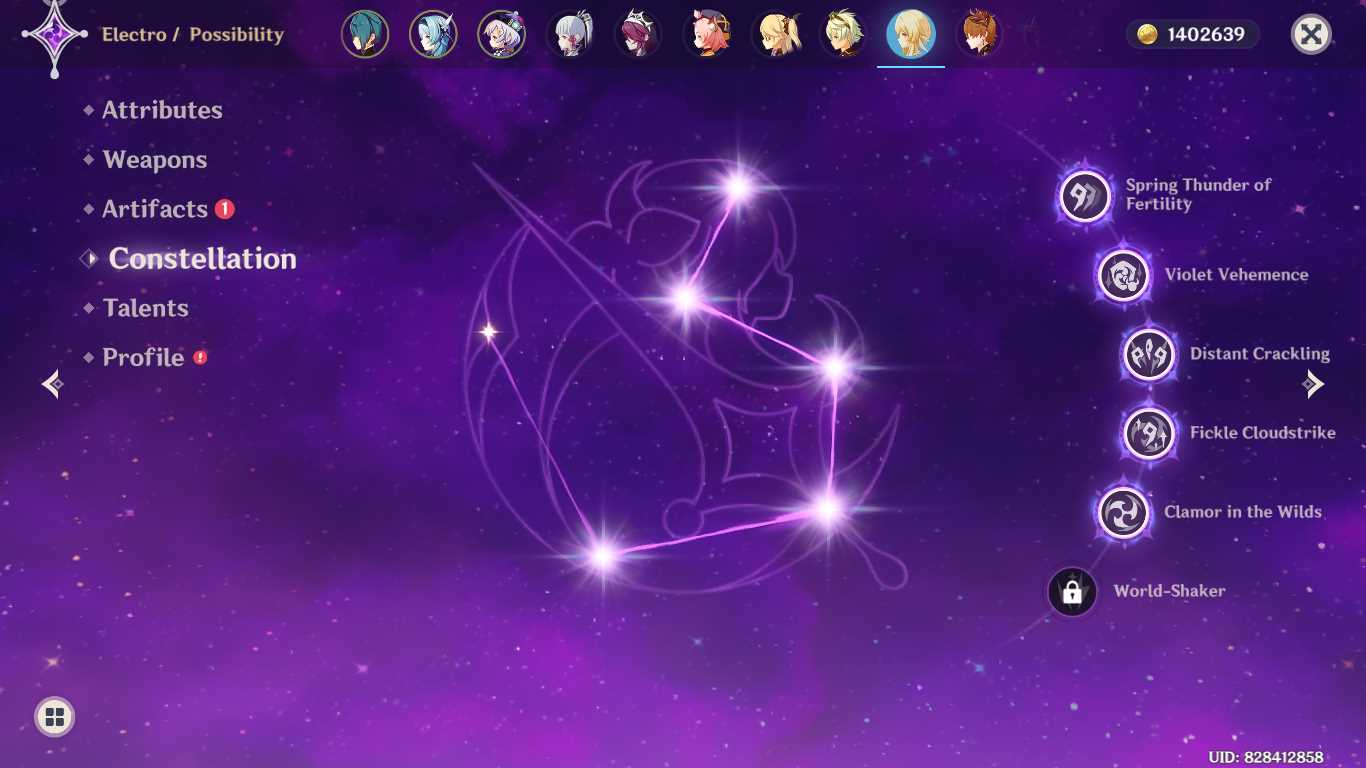 Electro / Possibility
1402639
Attributes
Weapons
Artifacts 1
Constellation
Talents
Profile !
Spring Thunder of
Fertility
Violet Vehemence
Distant Crackling
Fickle Cloudstrike
Clamor in the Wilds
World-Shaker
UID: 828412858